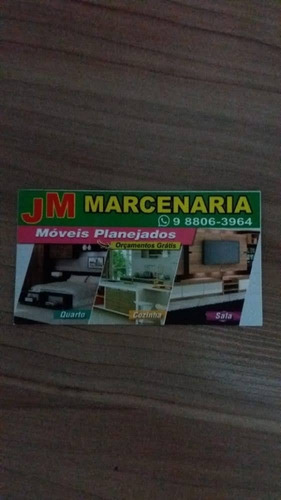 JM MARCENARIA
9 8806-3964
Móveis Planejados
Orçamentos Grátis
Quarto
Cozinha
Sala